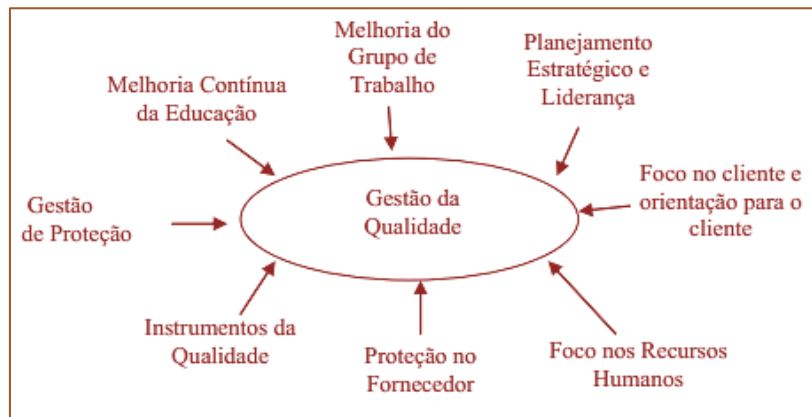 Melhoria do
Grupo de
Trabalho
Planejamento
Estratégico e
Liderança
Melhoria Contínua
da Educação
Foco no cliente e
orientação para o
cliente
Gestão
de Proteção
Gestão da
Qualidade
Instrumentos da
Qualidade
Proteção no
Fornecedor
Foco nos Recursos
Humanos